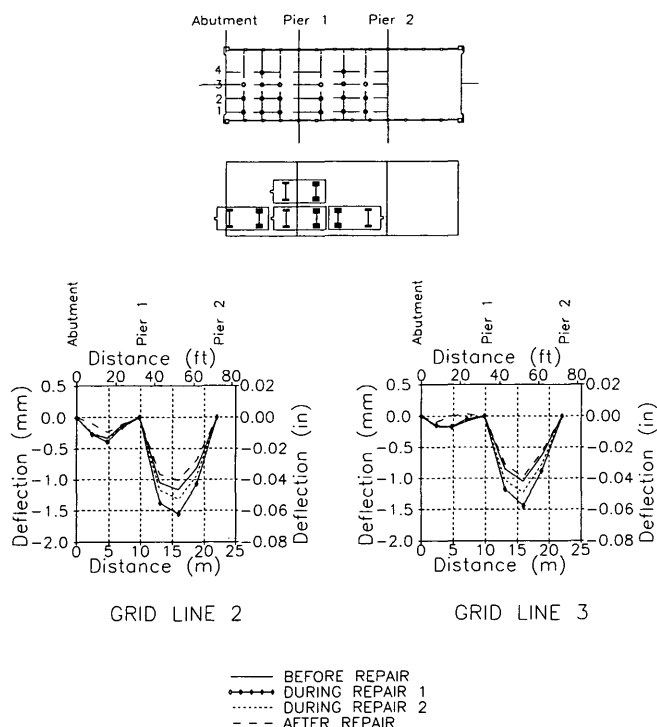 Abutment Pier 1 Pier 2
4
3
2
1
Abutment Pier 1 Pier 2
Distance (ft)
0 20 40 60 80
0.5 0.0 -0.5 -1.0 -1.5 -2.0
Deflection (mm)
0.02 0.00 -0.02 -0.04 -0.06 -0.08
Deflection (in)
0 5 10 15 20 25
Distance (m)
GRID LINE 2
Abutment Pier 1 Pier 2
Distance (ft)
0 20 40 60 80
0.5 0.0 -0.5 -1.0 -1.5 -2.0
Deflection (mm)
0.02 0.00 -0.02 -0.04 -0.06 -0.08
Deflection (in)
0 5 10 15 20 25
Distance (m)
GRID LINE 3
BEFORE REPAIR
DURING REPAIR 1
DURING REPAIR 2
AFTER REPAIR